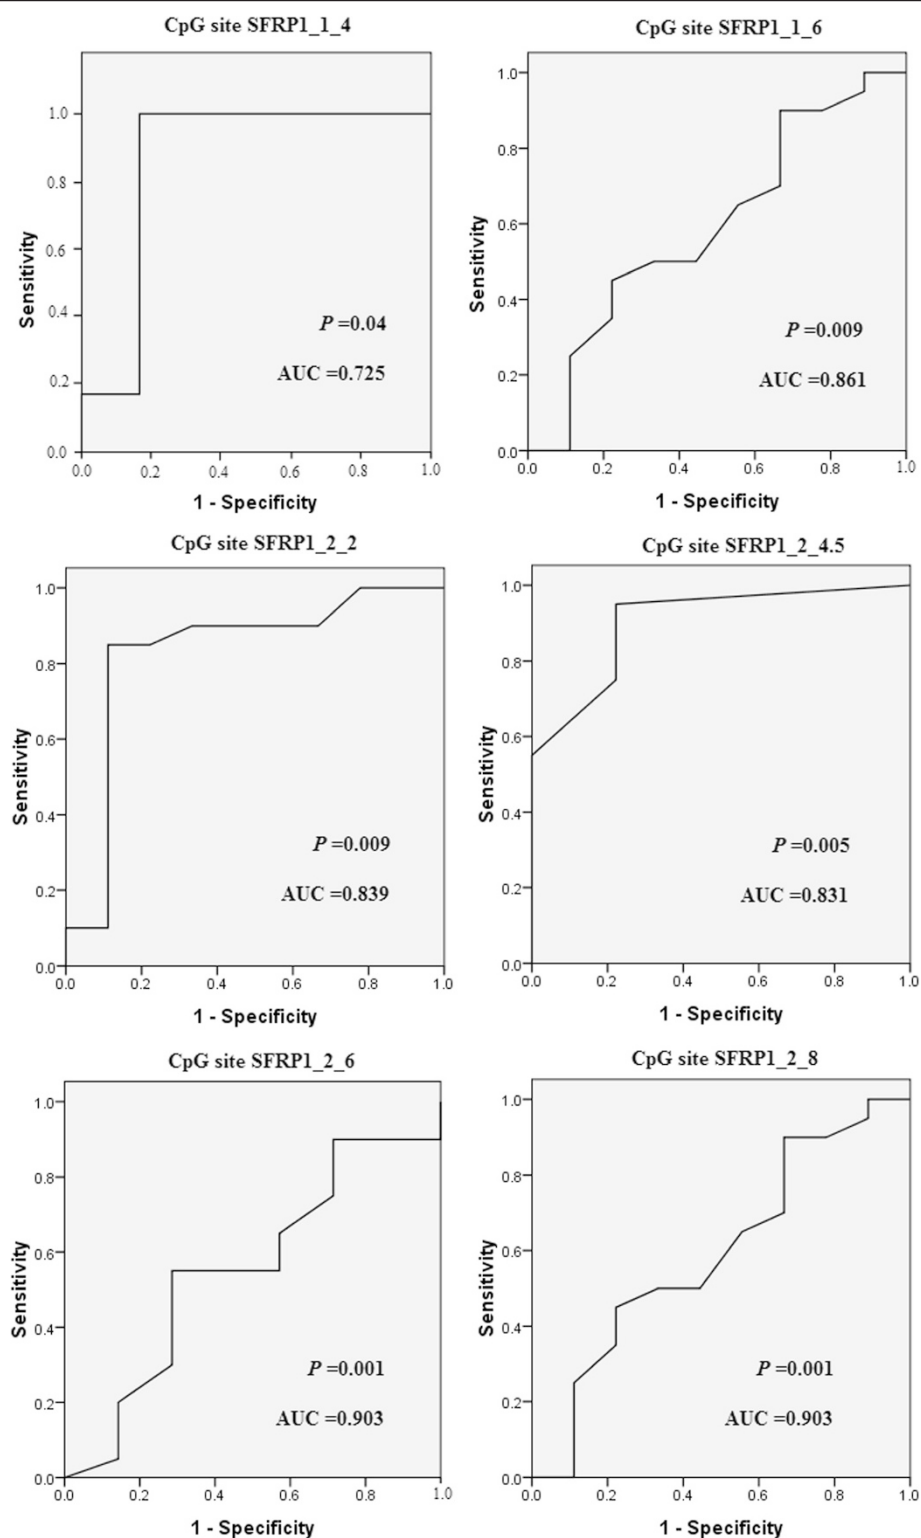 CpG site SFRP1_1_4
1.0
0.8
0.6
0.4
0.2
0.0
Sensitivity
P =0.04
AUC =0.725
0.0 0.2 0.4 0.6 0.8 1.0
1 - Specificity
CpG site SFRP1_1_6
1.0
0.8
0.6
0.4
0.2
0.0
Sensitivity
P =0.009
AUC =0.861
0.0 0.2 0.4 0.6 0.8 1.0
1 - Specificity
CpG site SFRP1_2_2
1.0
0.8
0.6
0.4
0.2
0.0
Sensitivity
P =0.009
AUC =0.839
0.0 0.2 0.4 0.6 0.8 1.0
1 - Specificity
CpG site SFRP1_2_4.5
1.0
0.8
0.6
0.4
0.2
0.0
Sensitivity
P =0.005
AUC =0.831
0.0 0.2 0.4 0.6 0.8 1.0
1 - Specificity
CpG site SFRP1_2_6
1.0
0.8
0.6
0.4
0.2
0.0
Sensitivity
P =0.001
AUC =0.903
0.0 0.2 0.4 0.6 0.8 1.0
1 - Specificity
CpG site SFRP1_2_8
1.0
0.8
0.6
0.4
0.2
0.0
Sensitivity
P =0.001
AUC =0.903
0.0 0.2 0.4 0.6 0.8 1.0
1 - Specificity